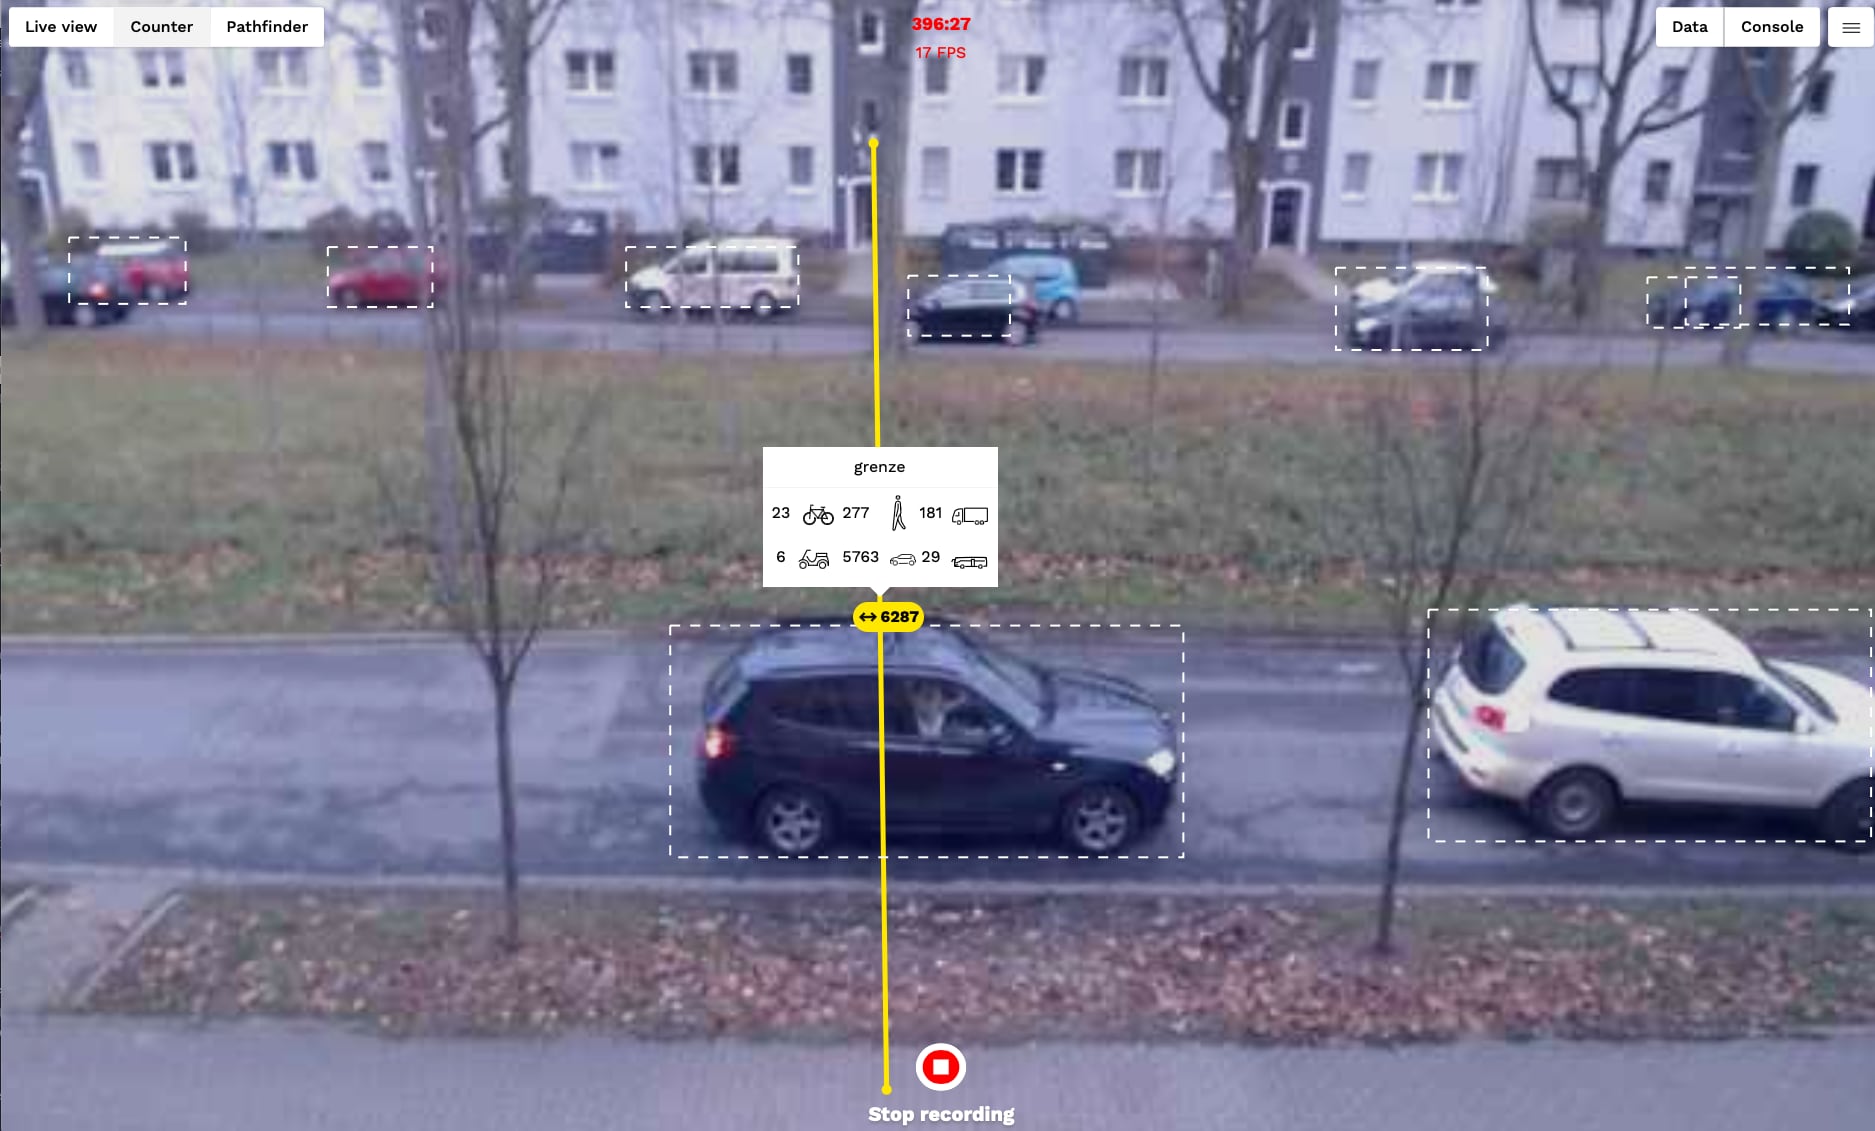 Live view Counter Pathfinder
396:27
17 FPS
Data Console
grenze
23 277 181
6 5763 29
↔ 6287
Stop recording